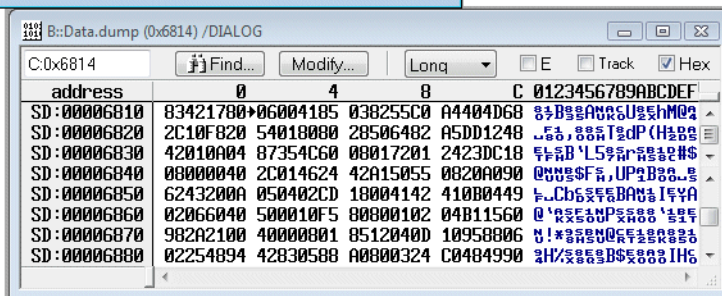 B::Data.dump (0x6814) /DIALOG
C:0x6814 Find... Modify... Long E Track Hex
address 0 4 8 C 0123456789ABCDEF
SD:00006810 83421780 06004185 038255C0 A4404D68
SD:00006820 2C10F820 54018080 28506482 A5DD1248
SD:00006830 42010A04 87354C60 08017201 2423DC18
SD:00006840 08000040 2C014624 42A15055 0820A090
SD:00006850 6243200A 050402CD 18004142 410B0449
SD:00006860 02066040 500010F5 80800102 04B11560
SD:00006870 982A2100 40000801 8512040D 10958806
SD:00006880 02254894 42830588 A0800324 C0484990